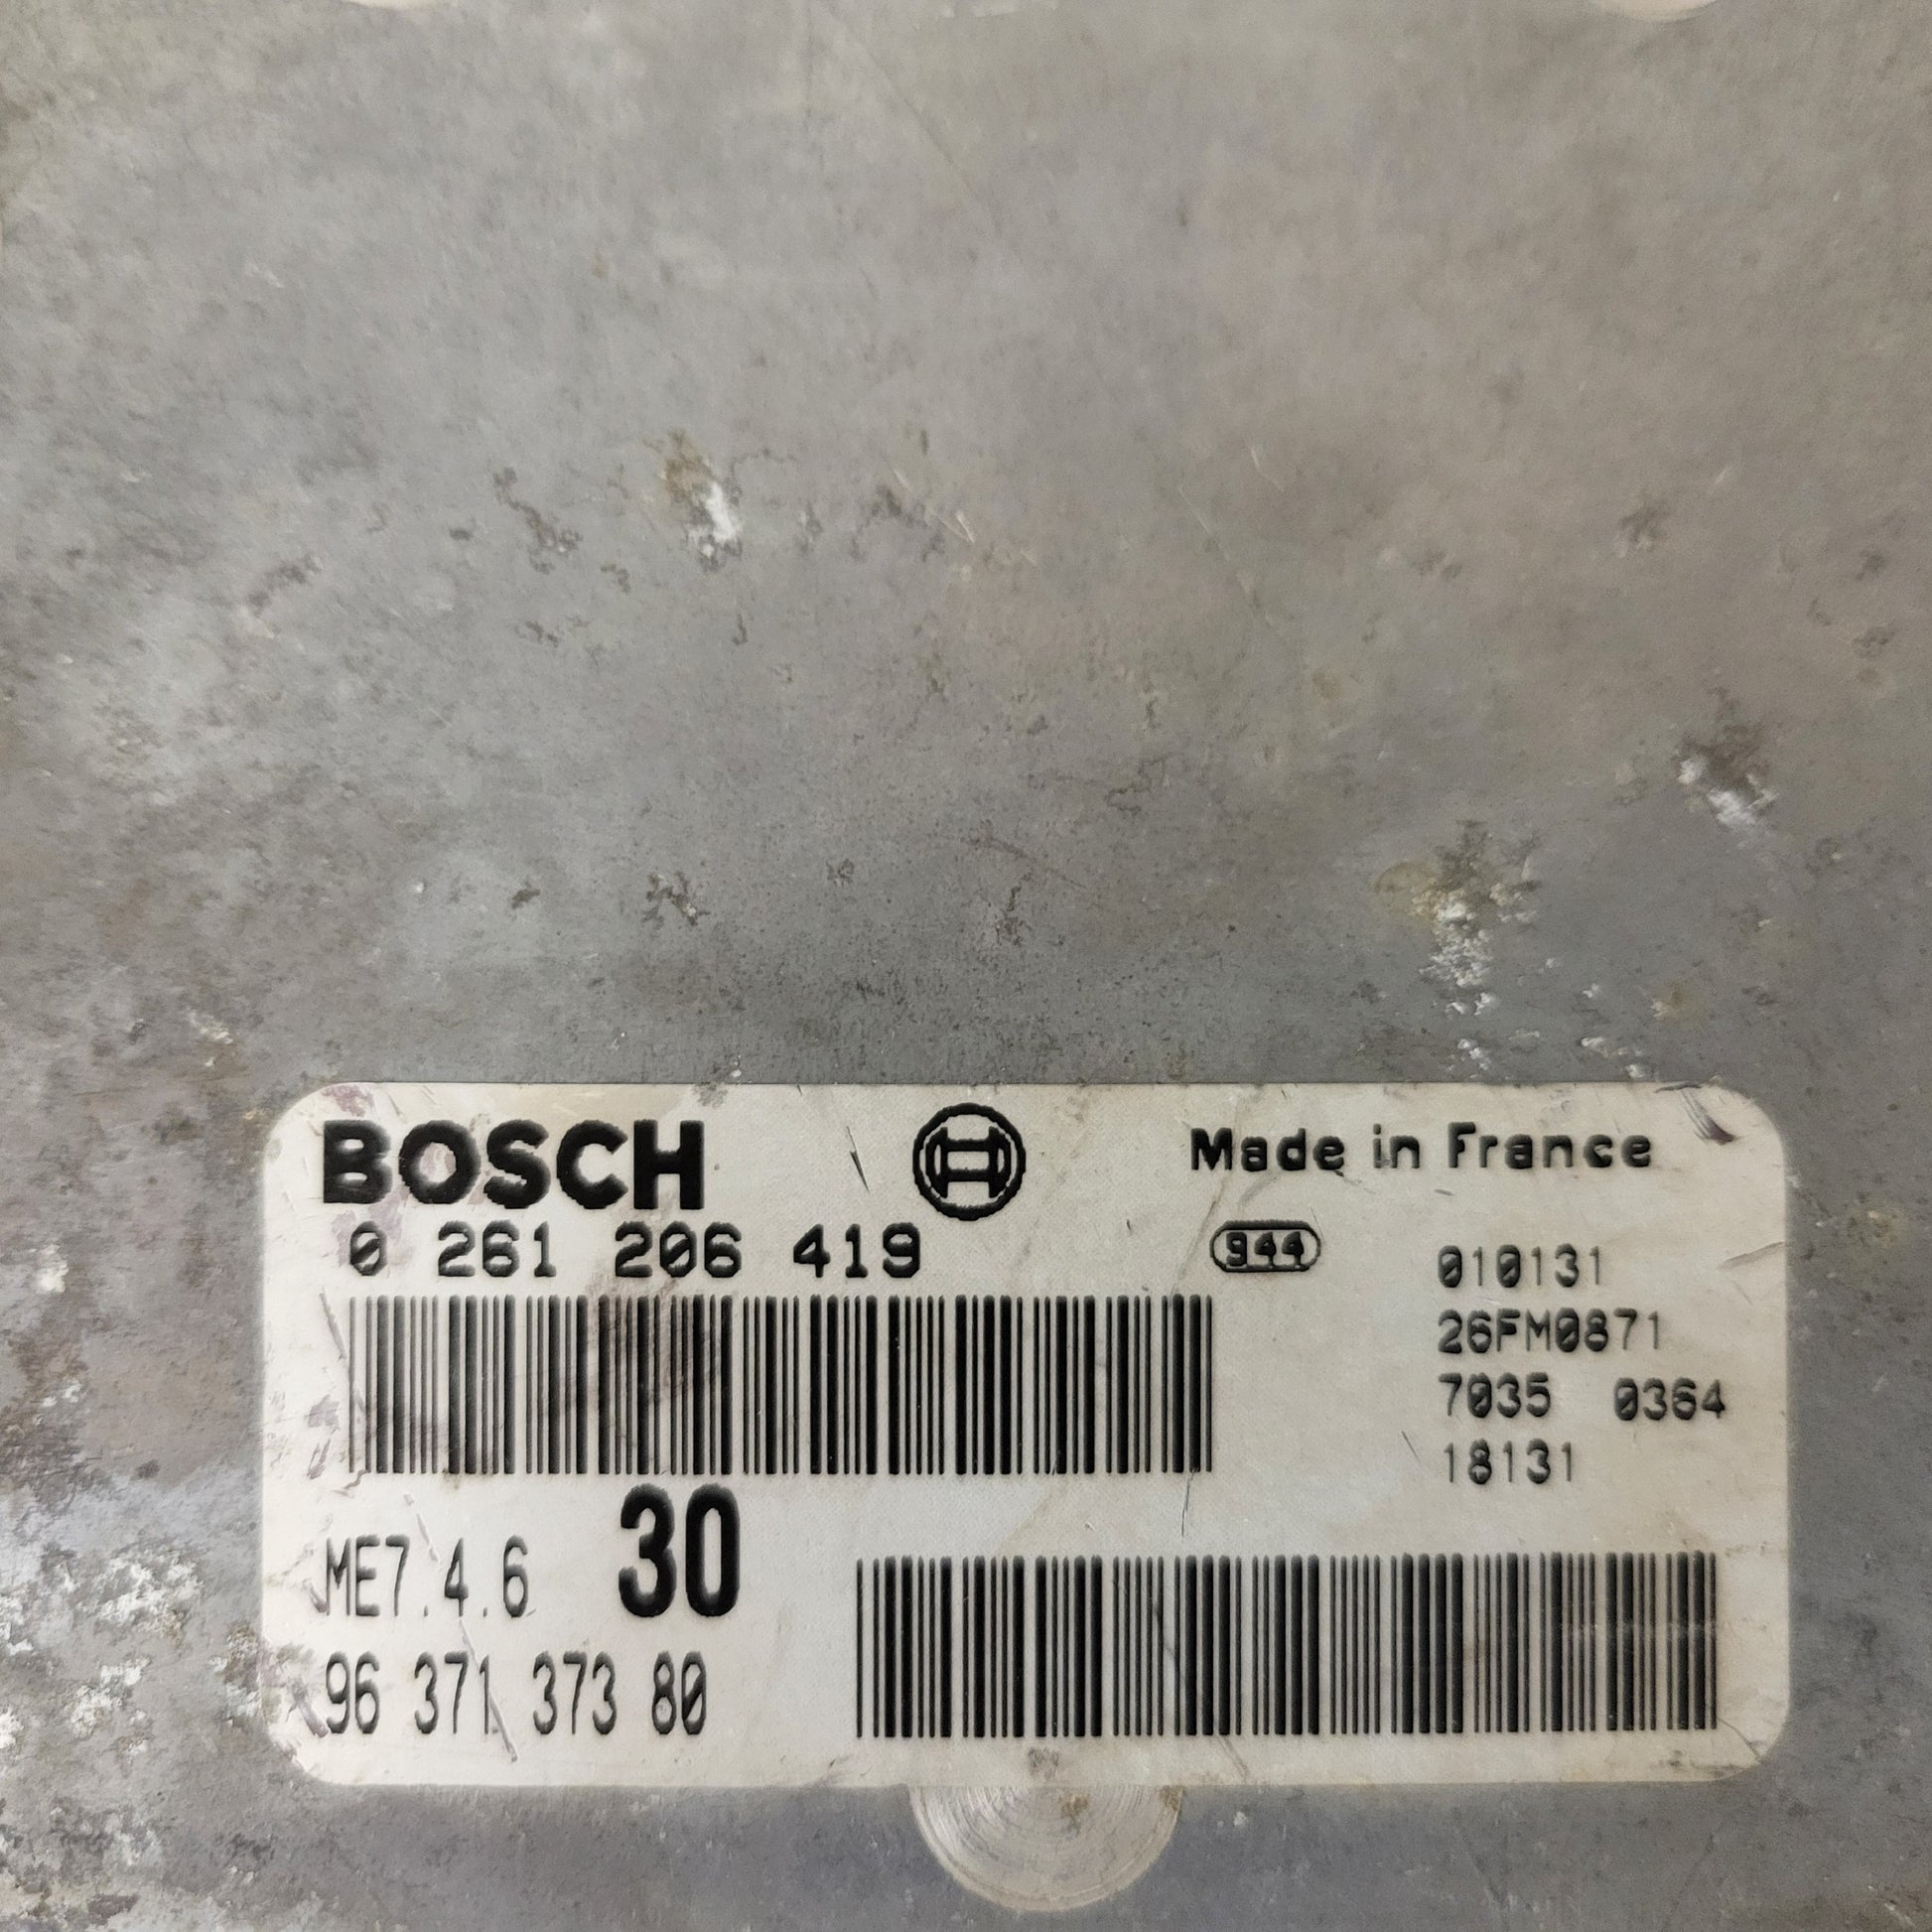 BOSCH
Made in France
0 261 206 419
944
010131
26FM0871
7035 0364
18131
ME7.4.6 30
96 371 373 80